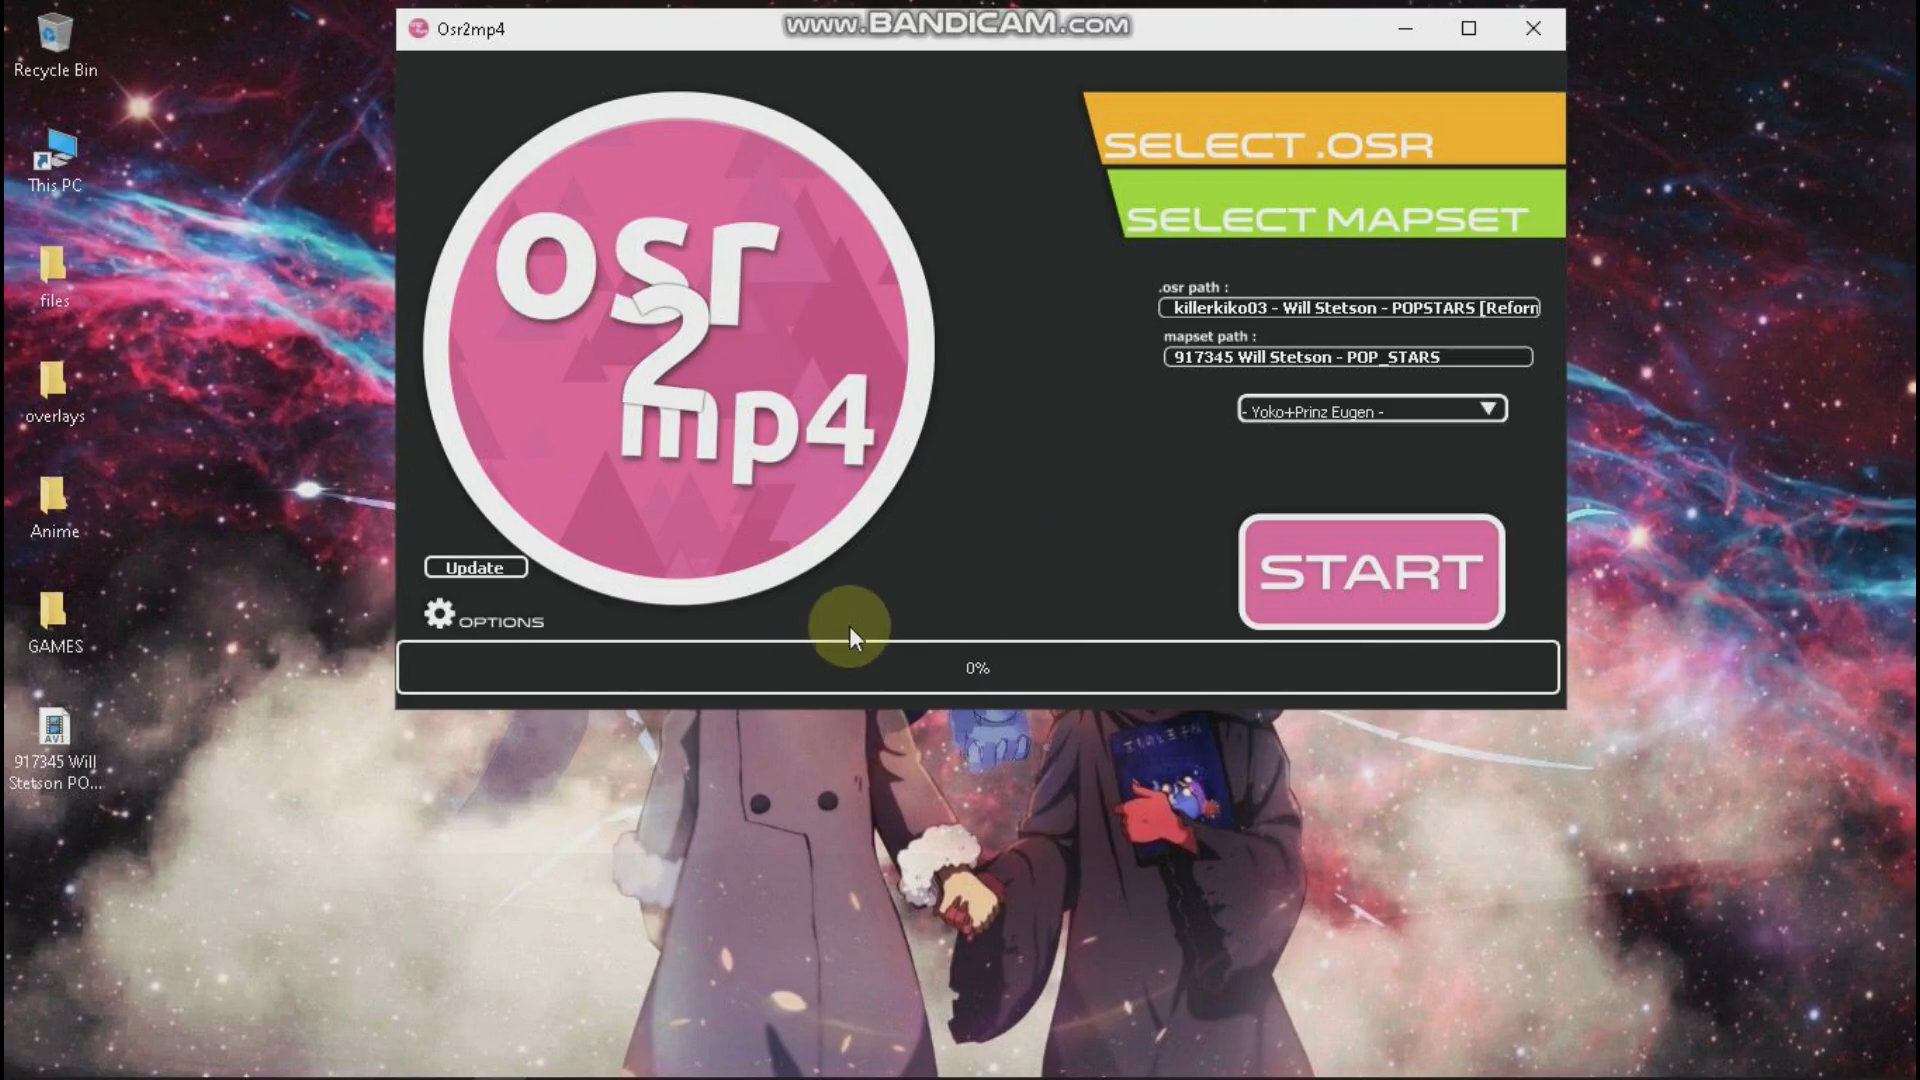 Recycle Bin
This PC
files
overlays
Anime
GAMES
917345 Will
Stetson PO...
Osr2mp4
www.BANDICAM.com
osr
2
mp4
SELECT .OSR
SELECT MAPSET
.osr path :
killerkiko03 - Will Stetson - POPSTARS [Reform
mapset path :
917345 Will Stetson - POP_STARS
- Yoko+Prinz Eugen -
START
Update
OPTIONS
0%
AVI